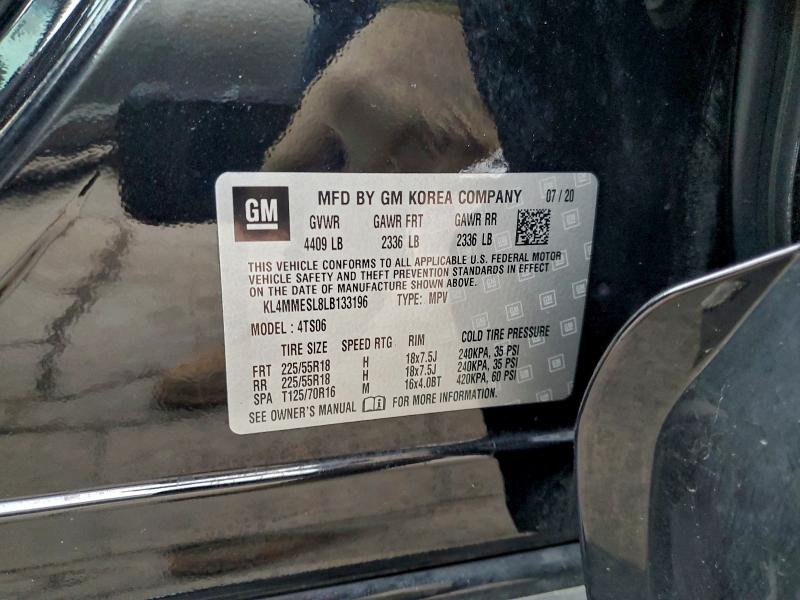 GM MFD BY GM KOREA COMPANY 07 / 20
GVWR GAWR FRT GAWR RR
4409 LB 2336 LB 2336 LB
THIS VEHICLE CONFORMS TO ALL APPLICABLE U.S. FEDERAL MOTOR
VEHICLE SAFETY AND THEFT PREVENTION STANDARDS IN EFFECT
ON THE DATE OF MANUFACTURE SHOWN ABOVE.
KL4MMESL8LB133196 TYPE: MPV
MODEL : 4TS06
TIRE SIZE SPEED RTG RIM COLD TIRE PRESSURE
FRT 225/55R18 H 18x7.5J 240KPA, 35 PSI
RR 225/55R18 H 18x7.5J 240KPA, 35 PSI
SPA T125/70R16 M 16x4.0BT 420KPA, 60 PSI
SEE OWNER'S MANUAL FOR MORE INFORMATION.